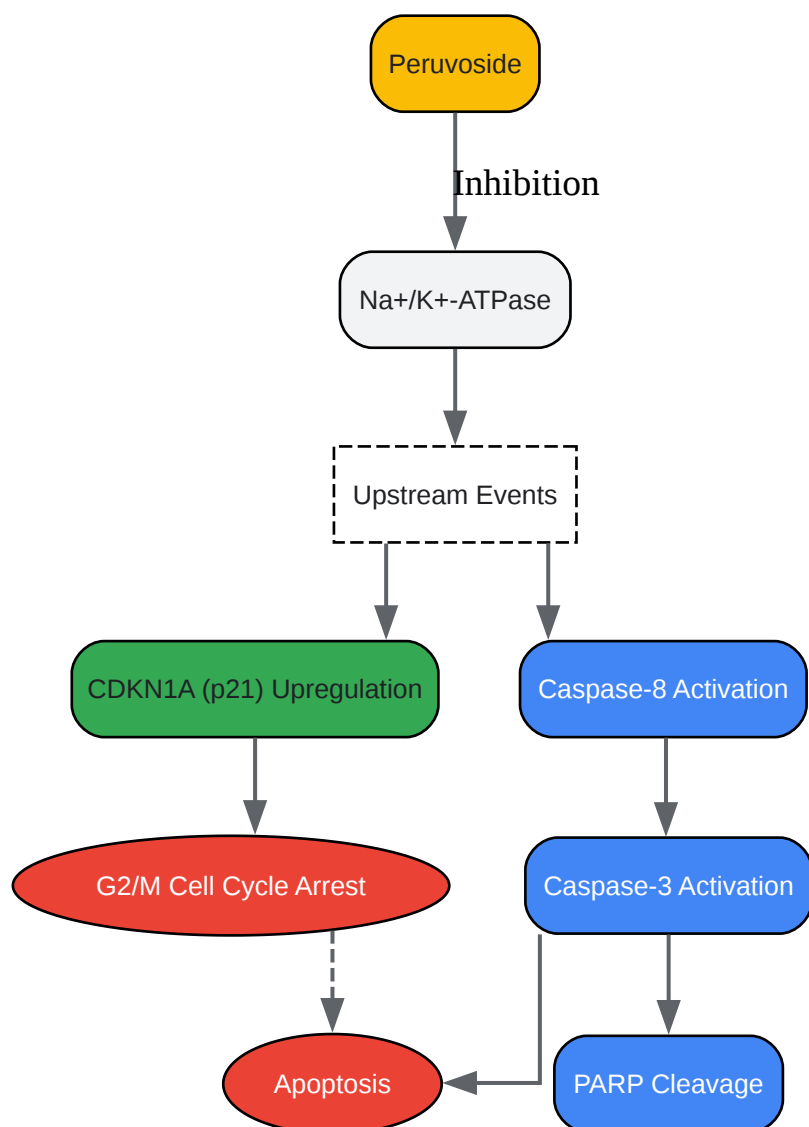 Peruvoside
Inhibition
Na+/K+-ATPase
Upstream Events
CDKN1A (p21) Upregulation
Caspase-8 Activation
G2/M Cell Cycle Arrest
Caspase-3 Activation
Apoptosis
PARP Cleavage